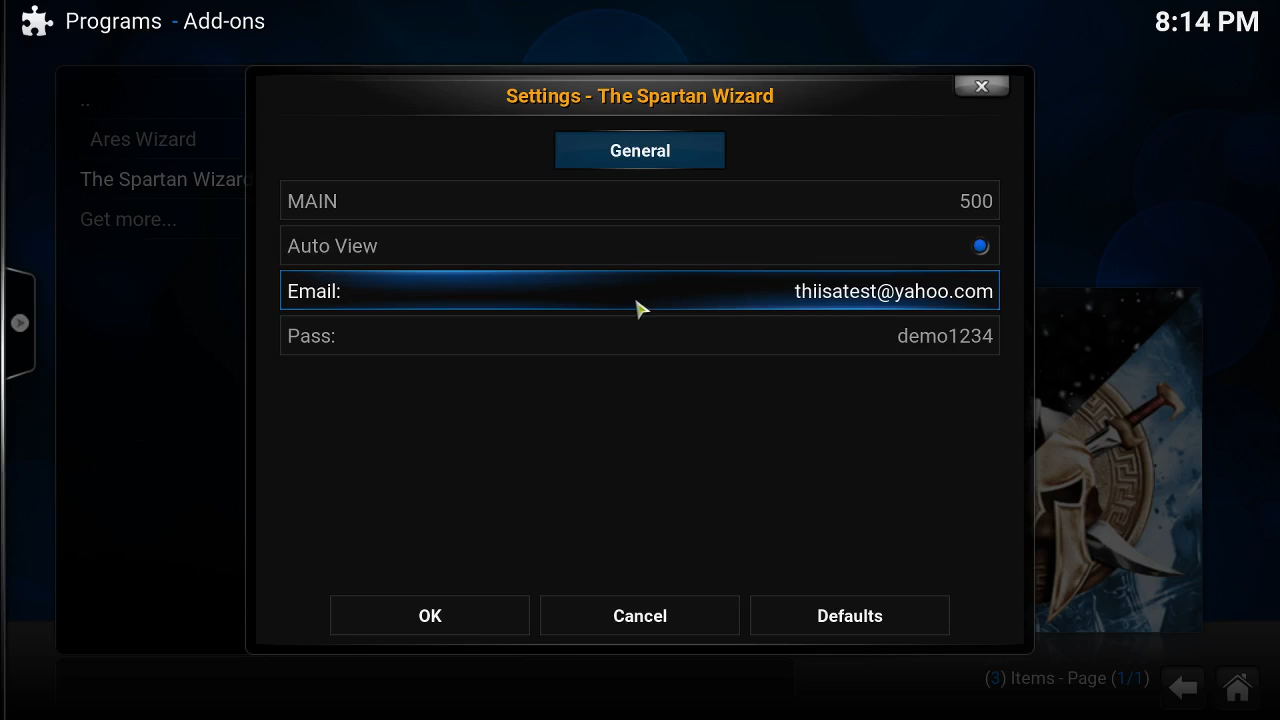 Programs - Add-ons
8:14 PM
..
Ares Wizard
The Spartan Wizard
Get more...
Settings - The Spartan Wizard
General
MAIN 500
Auto View
Email: thiisatest@yahoo.com
Pass: demo1234
OK Cancel Defaults
(3) Items - Page (1/1)